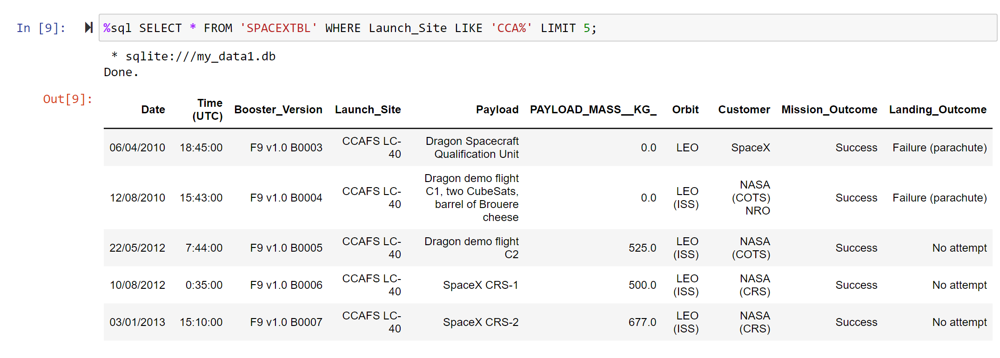 In [9]: %sql SELECT * FROM 'SPACEXTBL' WHERE Launch_Site LIKE 'CCA%' LIMIT 5;
* sqlite:///my_data1.db
Done.
Out[9]:
Date Time (UTC) Booster_Version Launch_Site Payload PAYLOAD_MASS__KG_ Orbit Customer Mission_Outcome Landing_Outcome
06/04/2010 18:45:00 F9 v1.0 B0003 CCAFS LC-40 Dragon Spacecraft Qualification Unit 0.0 LEO SpaceX Success Failure (parachute)
12/08/2010 15:43:00 F9 v1.0 B0004 CCAFS LC-40 Dragon demo flight C1, two CubeSats, barrel of Brouere cheese 0.0 LEO (ISS) NASA (COTS) NRO Success Failure (parachute)
22/05/2012 7:44:00 F9 v1.0 B0005 CCAFS LC-40 Dragon demo flight C2 525.0 LEO (ISS) NASA (COTS) Success No attempt
10/08/2012 0:35:00 F9 v1.0 B0006 CCAFS LC-40 SpaceX CRS-1 500.0 LEO (ISS) NASA (CRS) Success No attempt
03/01/2013 15:10:00 F9 v1.0 B0007 CCAFS LC-40 SpaceX CRS-2 677.0 LEO (ISS) NASA (CRS) Success No attempt